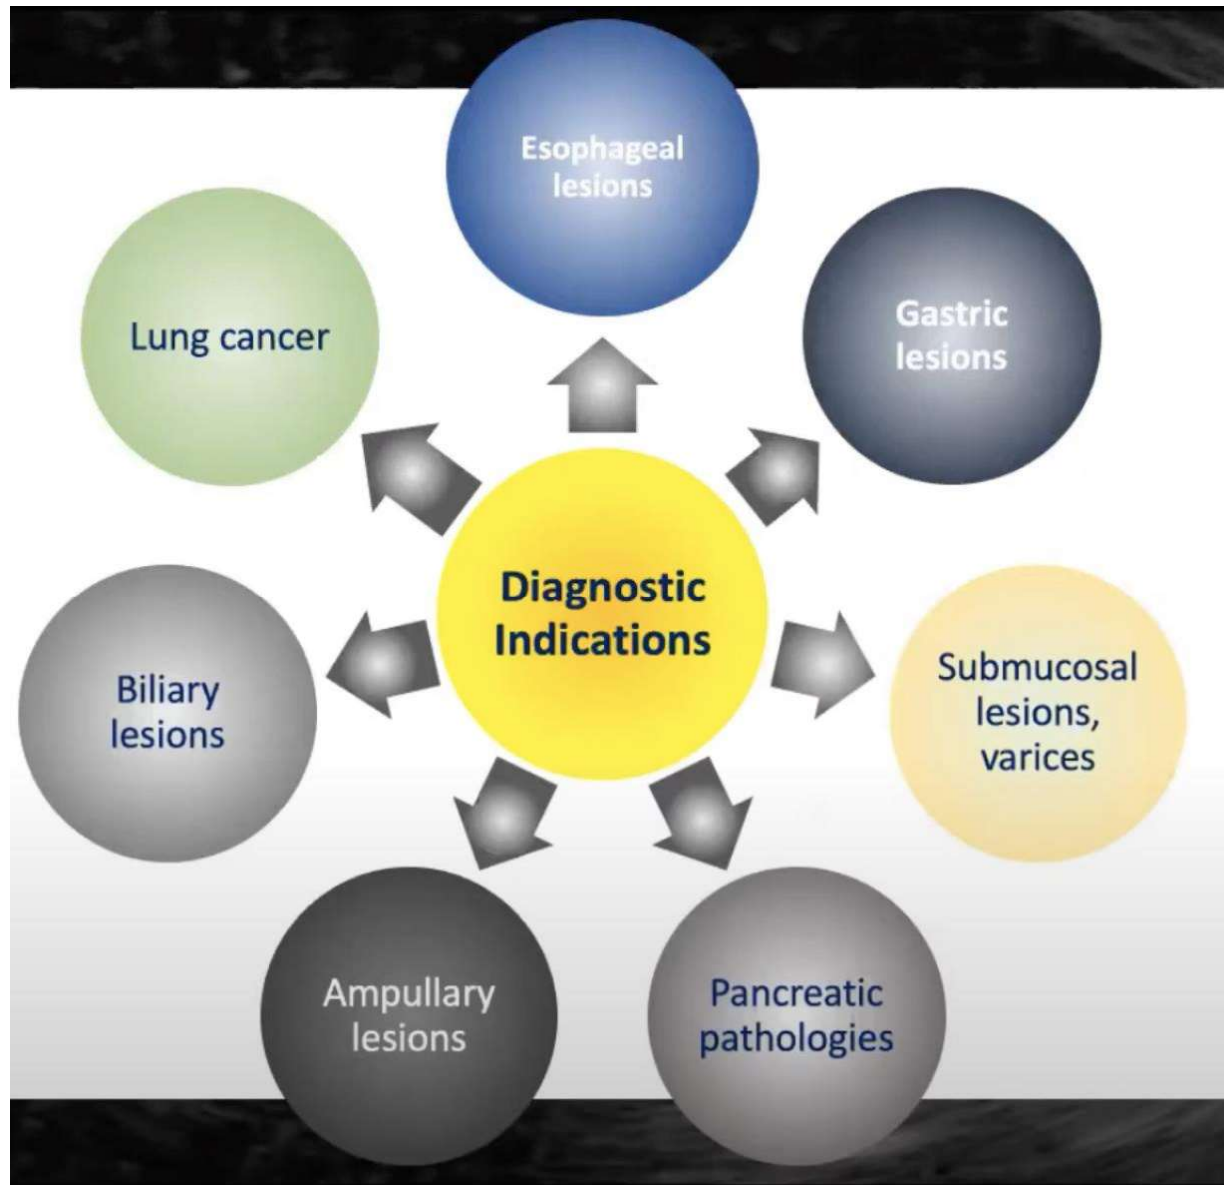 Esophageal
lesions
Gastric
lesions
Lung cancer
Diagnostic
Indications
Submucosal
lesions,
varices
Biliary
lesions
Ampullary
lesions
Pancreatic
pathologies